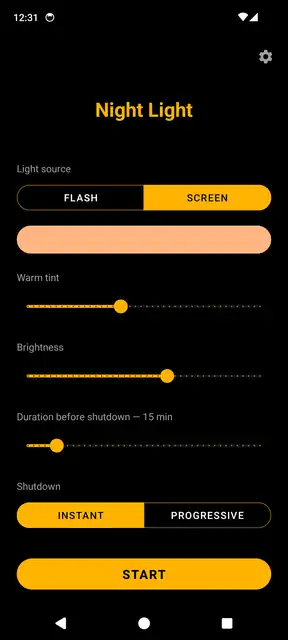 12:31
Night Light
Light source
FLASH
SCREEN
Warm tint
Brightness
Duration before shutdown — 15 min
Shutdown
INSTANT
PROGRESSIVE
START